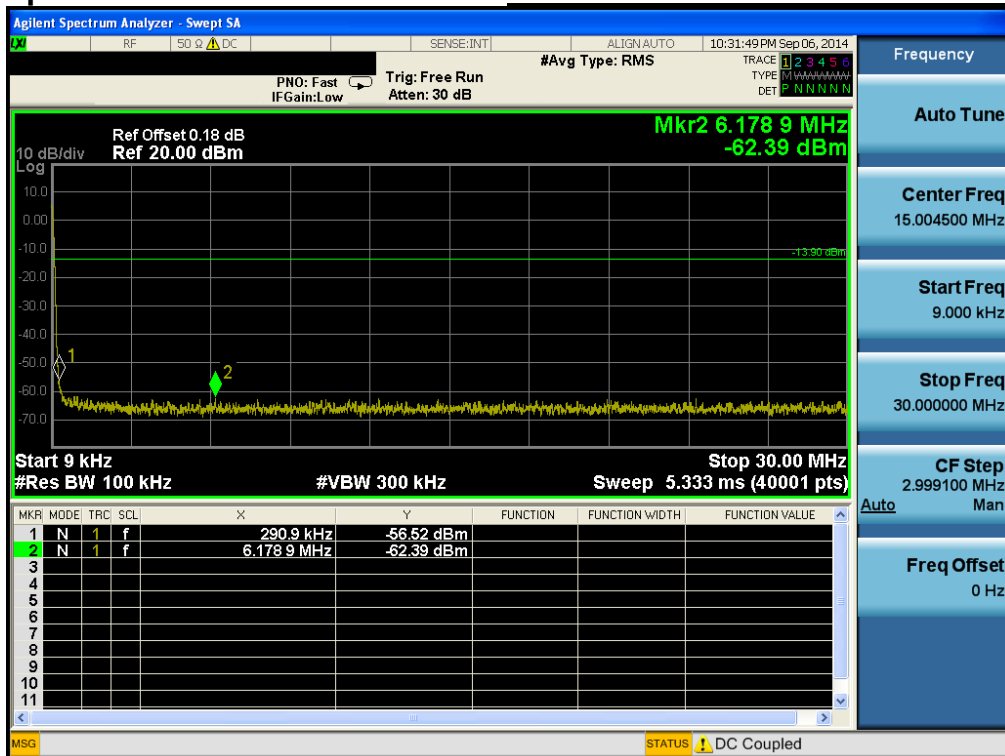 Agilent Spectrum Analyzer - Swept SA
LXI RF 50 Ω DC SENSE:INT ALIGN AUTO 10:31:49 PM Sep 06, 2014
Frequency
#Avg Type: RMS
TRACE 1 2 3 4 5 6
TYPE M
DET P N N N N N
PNO: Fast
IFGain:Low
Trig: Free Run
Atten: 30 dB
Auto Tune
Mkr2 6.178 9 MHz
-62.39 dBm
Ref Offset 0.18 dB
10 dB/div Ref 20.00 dBm
Log
10.0
0.00
-10.0
-20.0
-30.0
-40.0
-50.0
-60.0
-70.0
-13.90 dBm
1
2
Start 9 kHz Stop 30.00 MHz
#Res BW 100 kHz #VBW 300 kHz Sweep 5.333 ms (40001 pts)
Center Freq
15.004500 MHz
Start Freq
9.000 kHz
Stop Freq
30.000000 MHz
CF Step
2.999100 MHz
Auto Man
Freq Offset
0 Hz
MKR MODE TRC SCL X Y FUNCTION FUNCTION WIDTH FUNCTION VALUE
1 N 1 f 290.9 kHz -56.52 dBm
2 N 1 f 6.178 9 MHz -62.39 dBm
3
4
5
6
7
8
9
10
11
MSG STATUS DC Coupled